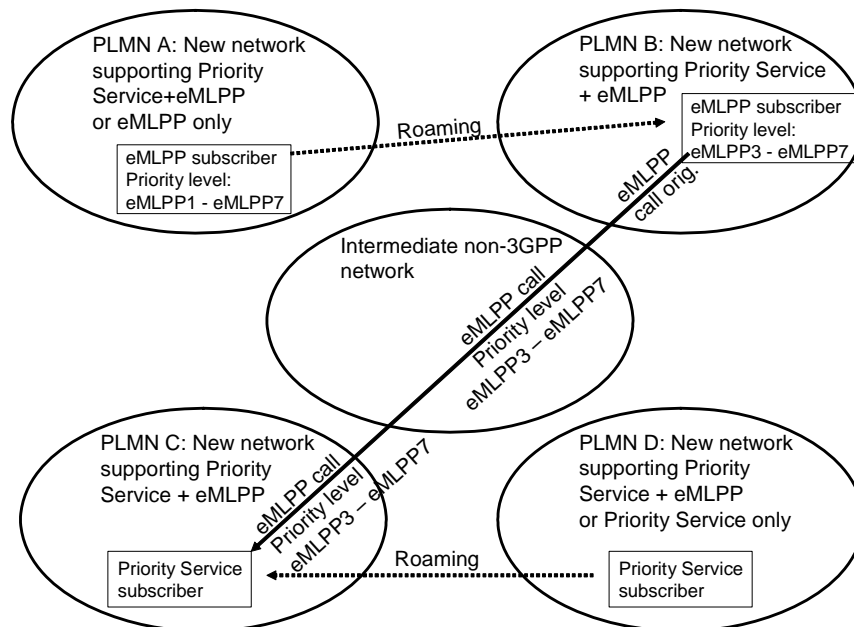 PLMN A: New network
supporting Priority
Service+eMLPP
or eMLPP only
eMLPP subscriber
Priority level:
eMLPP1 - eMLPP7
Roaming
PLMN B: New network
supporting Priority Service
+ eMLPP
eMLPP subscriber
Priority level:
eMLPP3 - eMLPP7
eMLPP
call orig.
Intermediate non-3GPP
network
eMLPP call
Priority level
eMLPP3 – eMLPP7
PLMN C: New network
supporting Priority
Service + eMLPP
eMLPP call
Priority level
eMLPP3 – eMLPP7
Priority Service
subscriber
Roaming
PLMN D: New network
supporting Priority
Service + eMLPP
or Priority Service only
Priority Service
subscriber